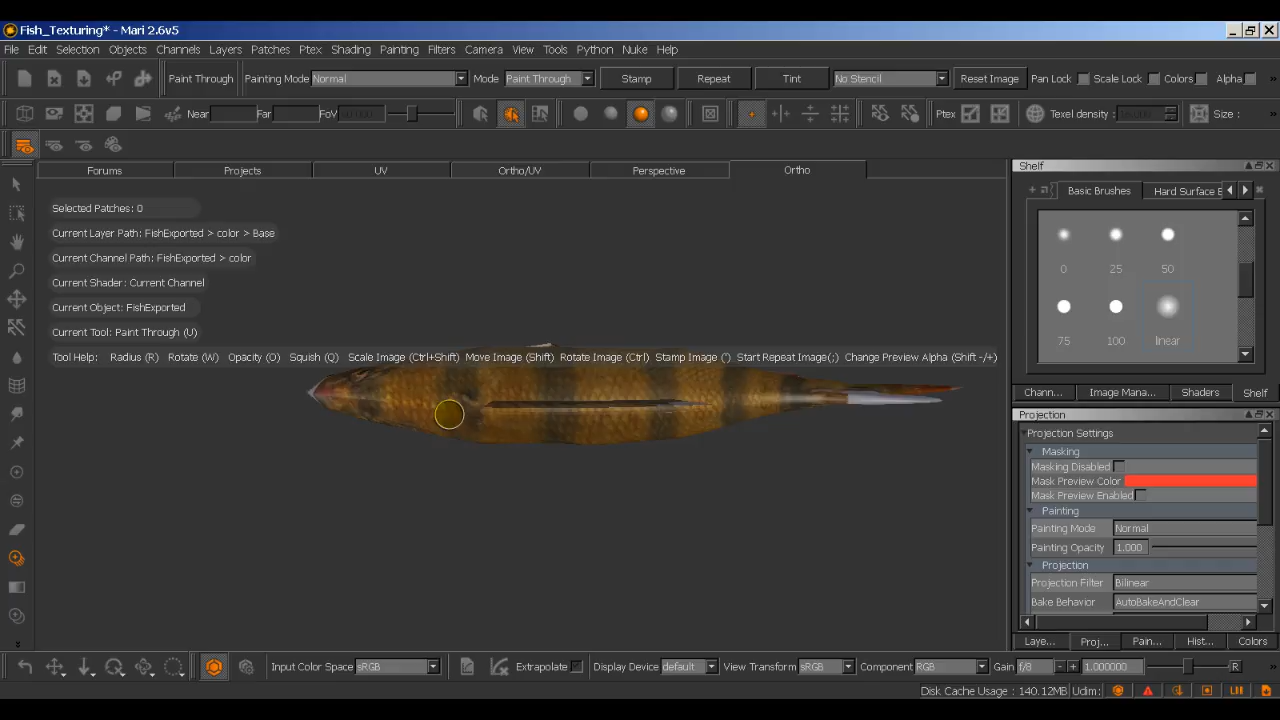 Fish_Texturing* - Mari 2.6v5
File Edit Selection Objects Channels Layers Patches Ptex Shading Painting Filters Camera View Tools Python Nuke Help
Paint Through Painting Mode Normal Mode Paint Through Stamp Repeat Tint No Stencil Reset Image Pan Lock Scale Lock Colors Alpha
Near Far FoV Ptex Texel density : Size :
Forums Projects UV Ortho/UV Perspective Ortho
Shelf
Basic Brushes Hard Surface
Selected Patches: 0
Current Layer Path: FishExported > color > Base
Current Channel Path: FishExported > color
Current Shader: Current Channel
Current Object: FishExported
Current Tool: Paint Through (U)
Tool Help: Radius (R) Rotate (W) Opacity (O) Squish (Q) Scale Image (Ctrl+Shift) Move Image (Shift) Rotate Image (Ctrl) Stamp Image (') Start Repeat Image(;) Change Preview Alpha (Shift -/+)
0 25 50
75 100 linear
Chann... Image Mana... Shaders Shelf
Projection
Projection Settings
Masking
Masking Disabled
Mask Preview Color
Mask Preview Enabled
Painting
Painting Mode Normal
Painting Opacity 1.000
Projection
Projection Filter Bilinear
Bake Behavior AutoBakeAndClear
Laye... Proj... Pain... Hist... Colors
Input Color Space sRGB Extrapolate Display Device default View Transform sRGB Component RGB Gain f/8 - + 1.000000 R
Disk Cache Usage : 140.12MB Udim: